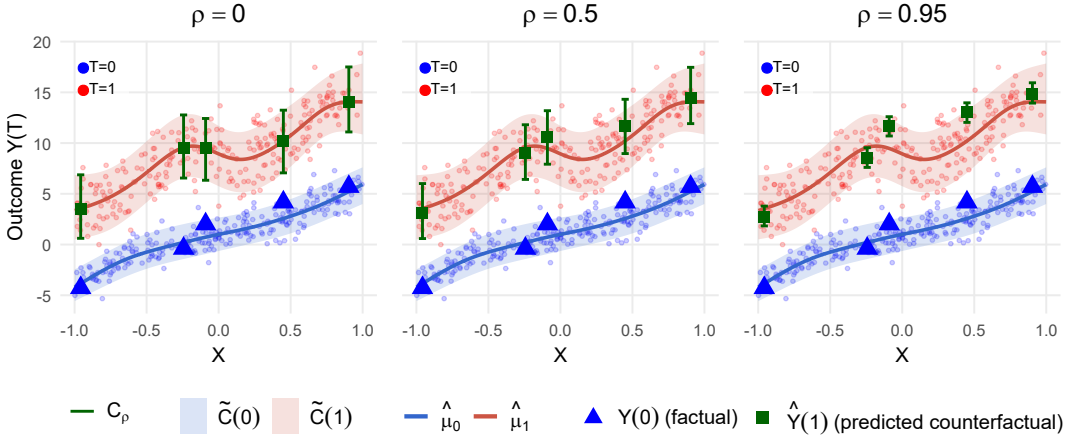 ρ = 0
ρ = 0.5
ρ = 0.95
Outcome Y(T)
20
15
10
5
0
-5
T=0
T=1
T=0
T=1
T=0
T=1
-1.0 -0.5 0.0 0.5 1.0
-1.0 -0.5 0.0 0.5 1.0
-1.0 -0.5 0.0 0.5 1.0
X
X
X
C_ρ C̃(0) C̃(1) μ̂₀ μ̂₁ Y(0) (factual) Ŷ(1) (predicted counterfactual)